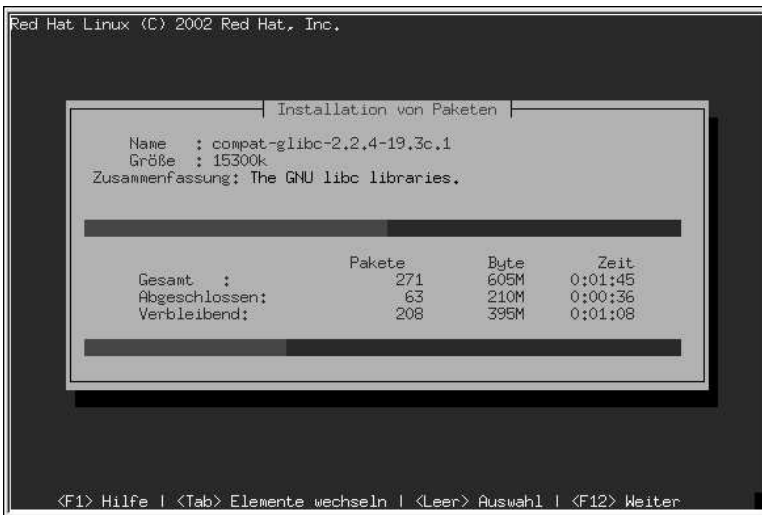 Red Hat Linux (C) 2002 Red Hat, Inc.
Installation von Paketen
Name : compat-glibc-2.2.4-19.3c.1
Größe : 15300k
Zusammenfassung: The GNU libc libraries.
Pakete Byte Zeit
Gesamt : 271 605M 0:01:45
Abgeschlossen: 63 210M 0:00:36
Verbleibend: 208 395M 0:01:08
<F1> Hilfe | <Tab> Elemente wechseln | <Leer> Auswahl | <F12> Weiter